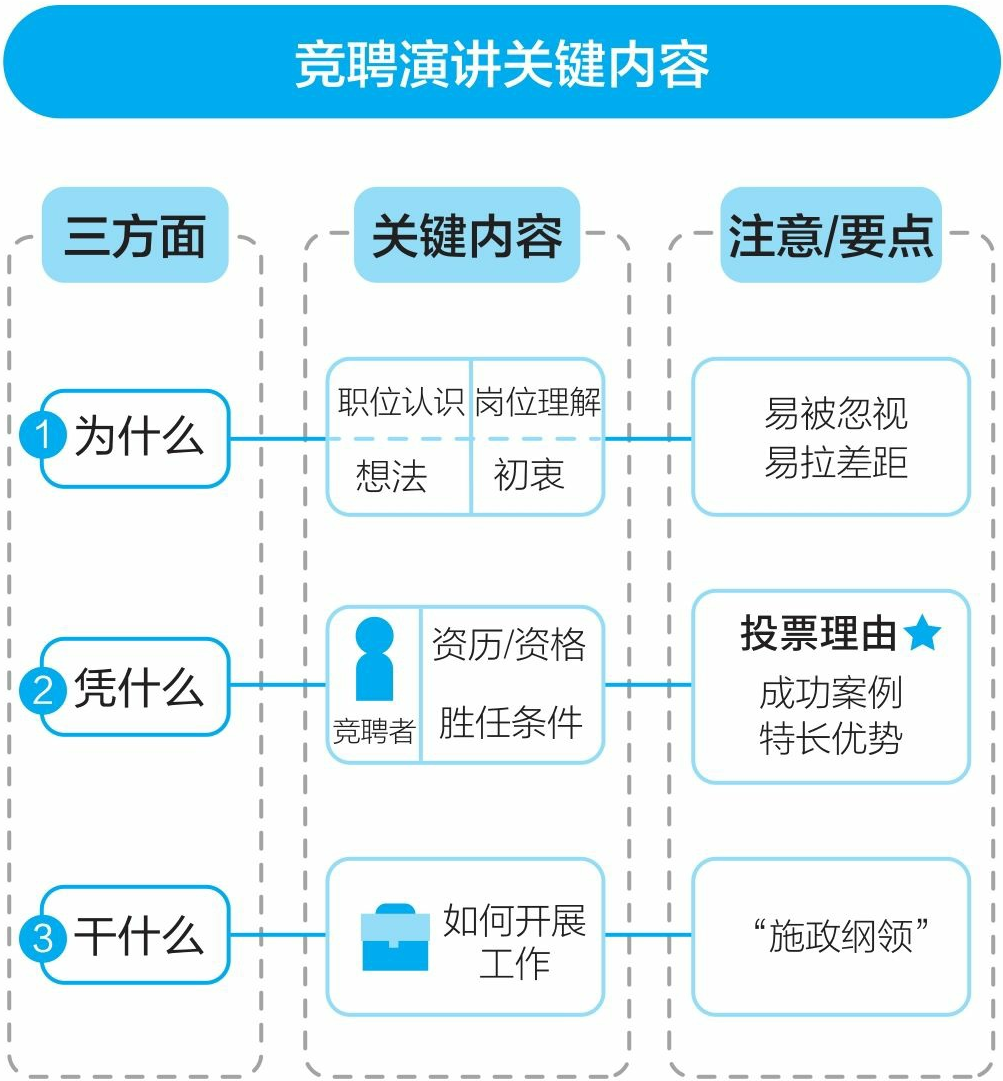 竞聘演讲关键内容
三方面
关键内容
注意/要点
1 为什么
职位认识
岗位理解
想法
初衷
易被忽视
易拉差距
2 凭什么
竞聘者
资历/资格
胜任条件
投票理由
成功案例
特长优势
3 干什么
如何开展
工作
“施政纲领”